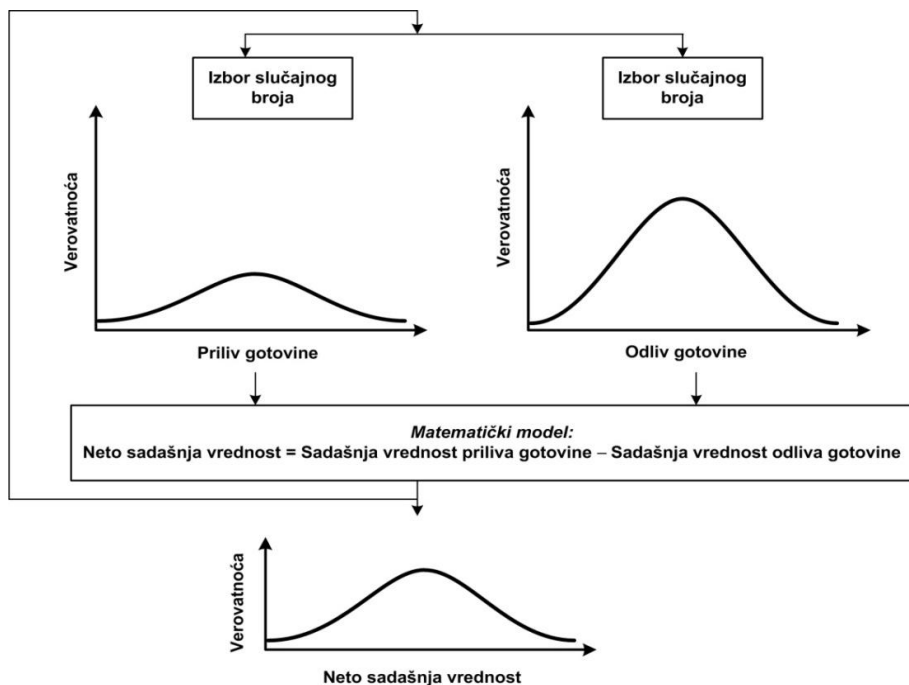 Izbor slučajnog
broja
Izbor slučajnog
broja
Verovatnoća
Priliv gotovine
Verovatnoća
Odliv gotovine
Matematički model:
Neto sadašnja vrednost = Sadašnja vrednost priliva gotovine – Sadašnja vrednost odliva gotovine
Verovatnoća
Neto sadašnja vrednost